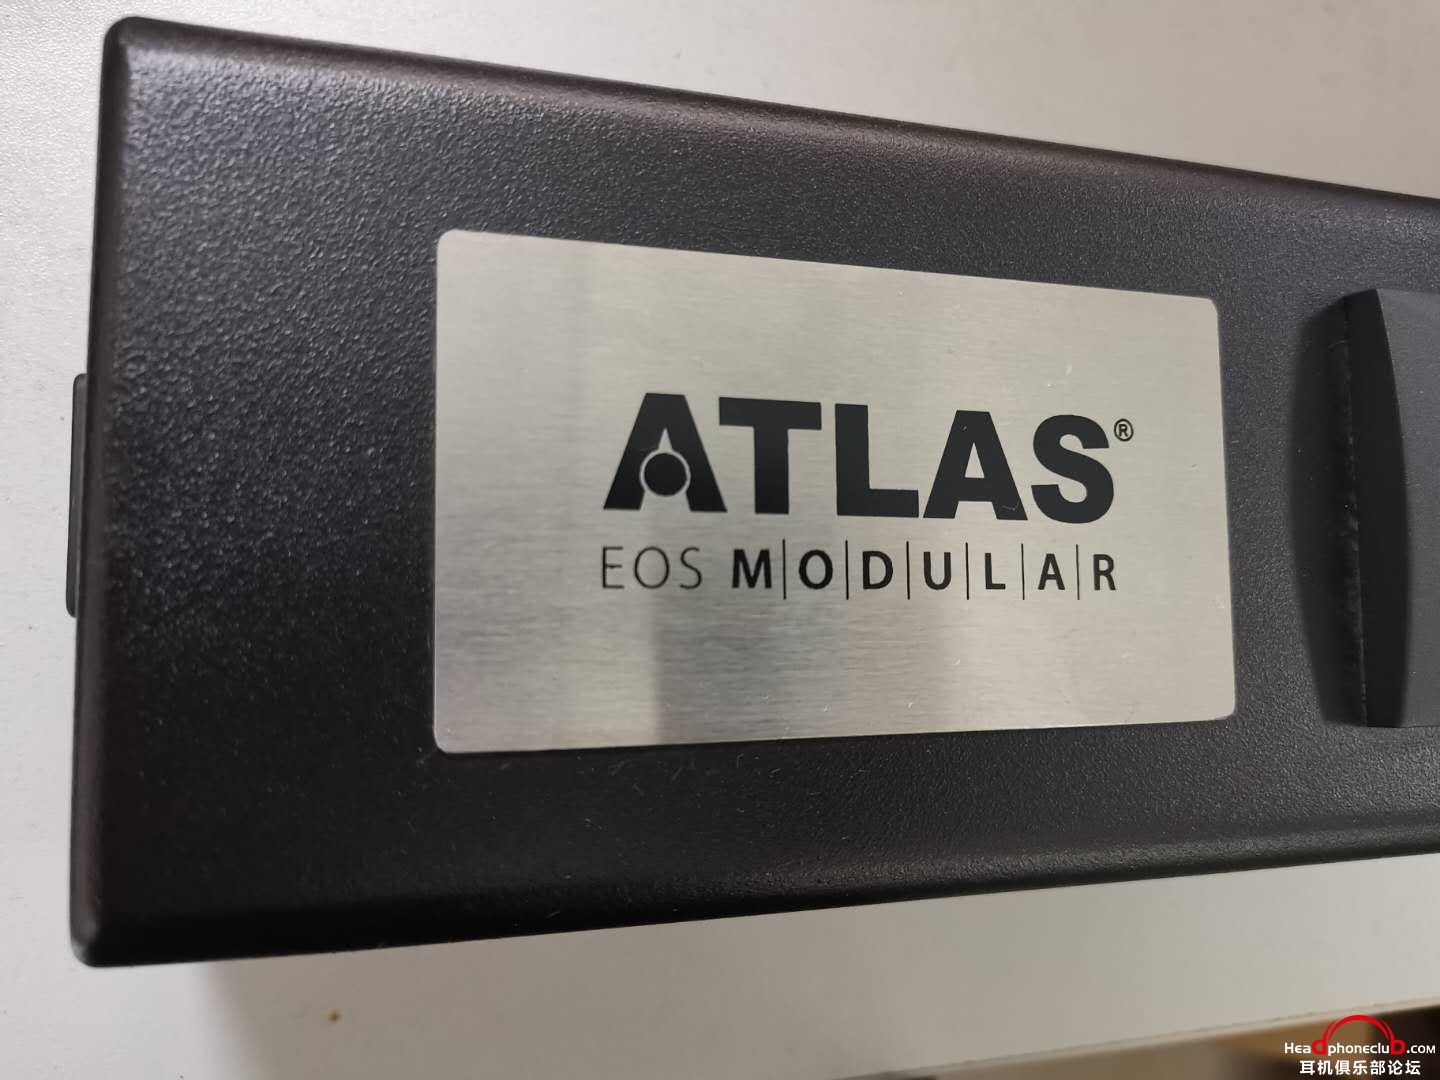 ATLAS®
EOS M|O|D|U|L|A|R
Headphoneclub.com
耳机俱乐部论坛